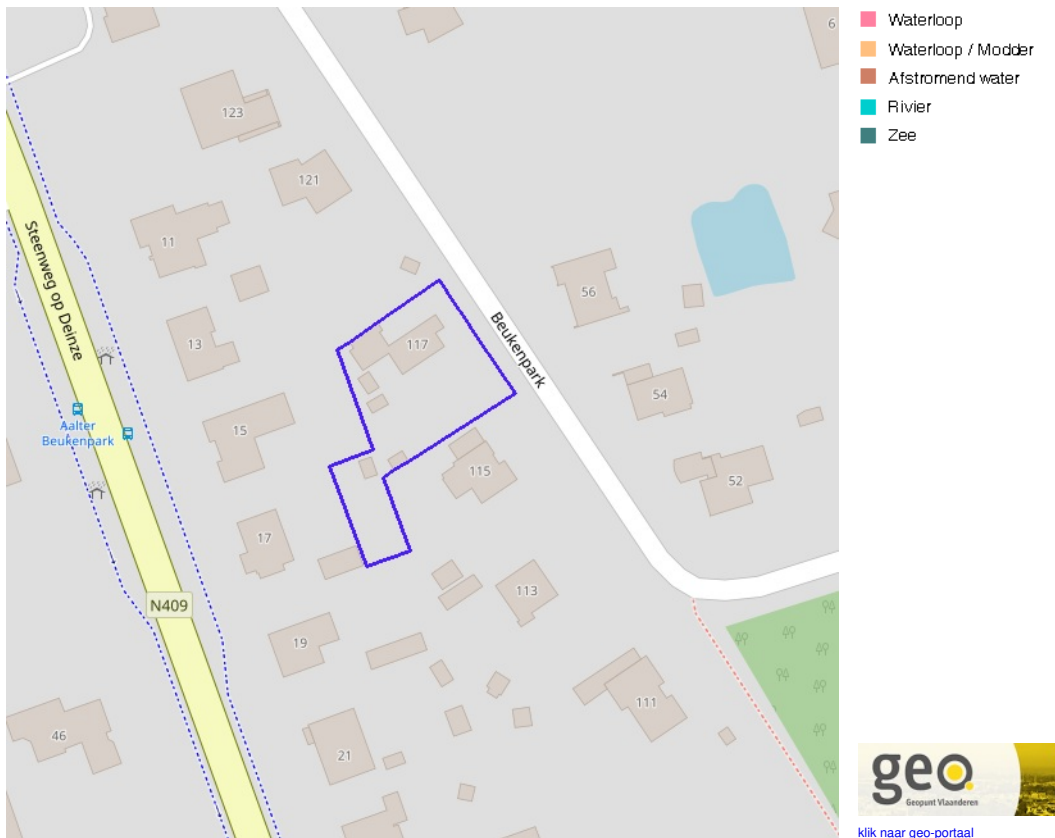 Waterloop
Waterloop / Modder
Afstromend water
Rivier
Zee
6
123
121
11
Steenweg op Deinze
13
117
Beukenpark
56
54
15
Aalter
Beukenpark
115
52
17
113
N409
19
111
46
21
geo
Geopunt Vlaanderen
klik naar geo-portaal